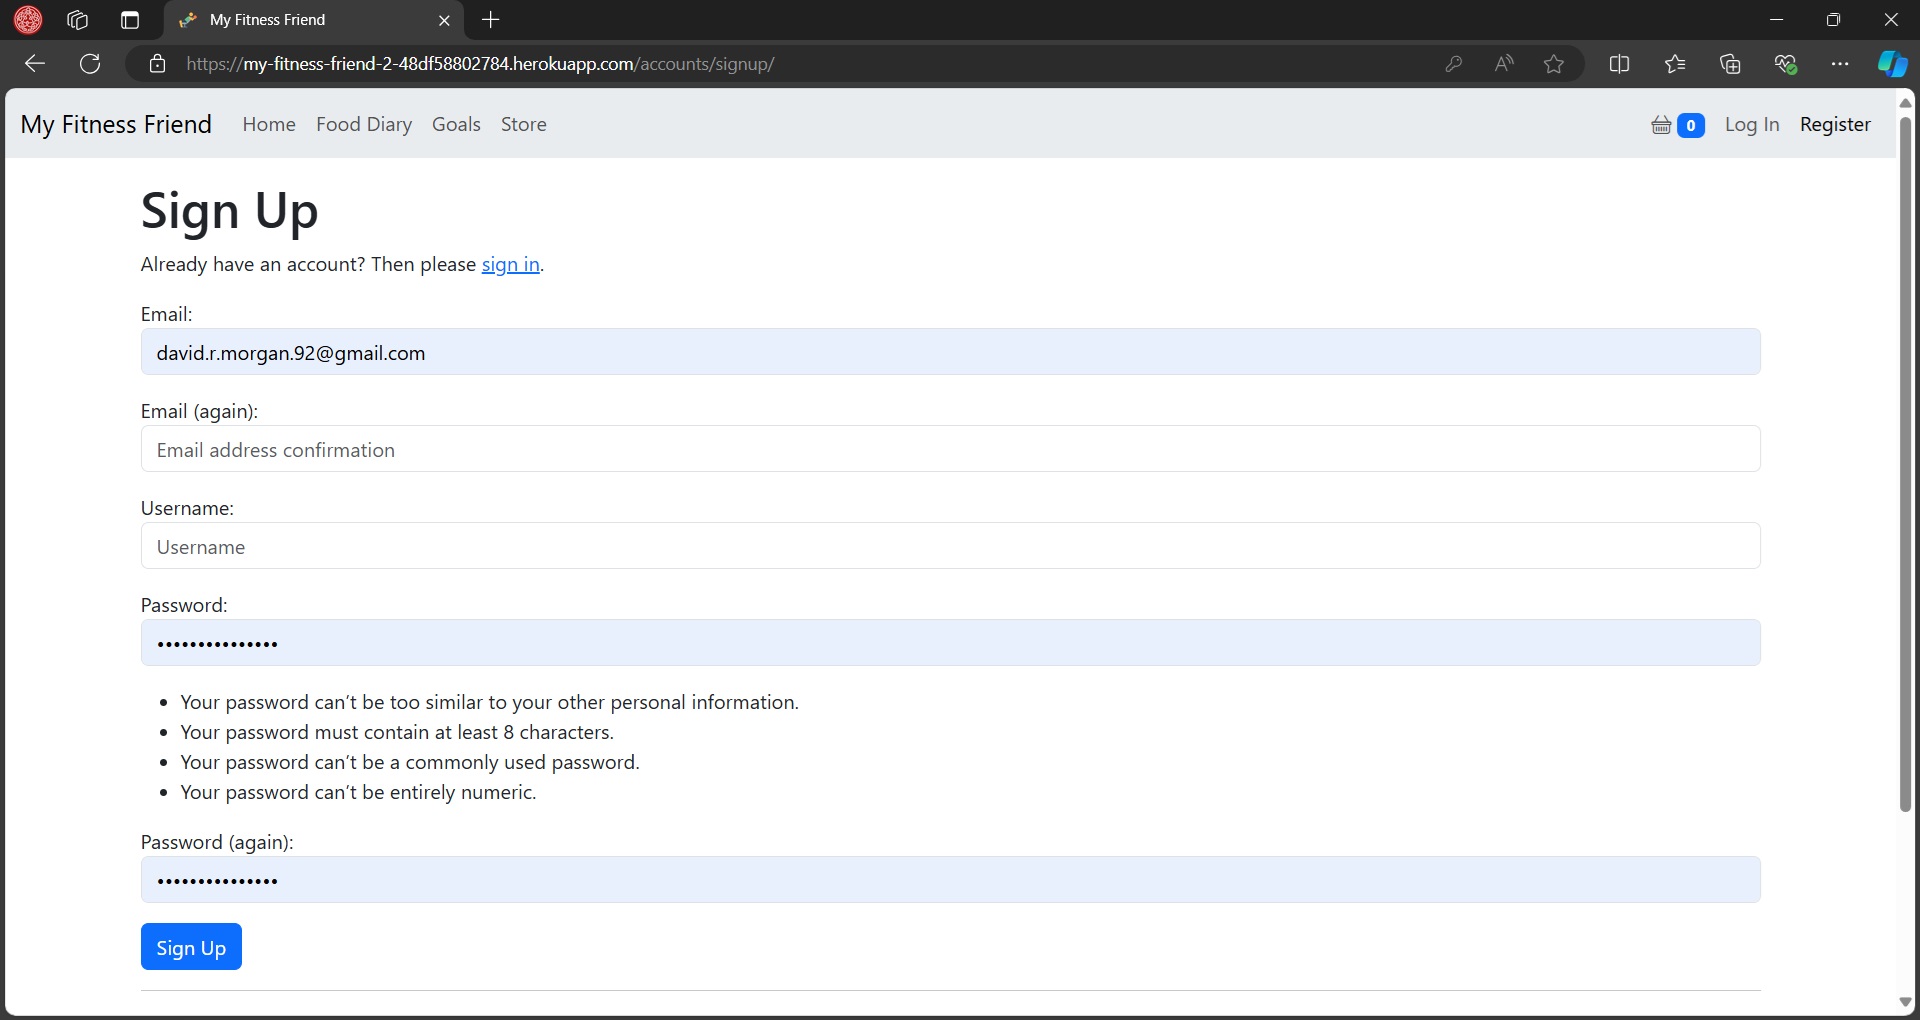 My Fitness Friend
https://my-fitness-friend-2-48df58802784.herokuapp.com/accounts/signup/
My Fitness Friend Home Food Diary Goals Store 0 Log In Register
Sign Up
Already have an account? Then please sign in.
Email:
david.r.morgan.92@gmail.com
Email (again):
Email address confirmation
Username:
Username
Password:
•••••••••••••••
• Your password can't be too similar to your other personal information.
• Your password must contain at least 8 characters.
• Your password can't be a commonly used password.
• Your password can't be entirely numeric.
Password (again):
•••••••••••••••
Sign Up